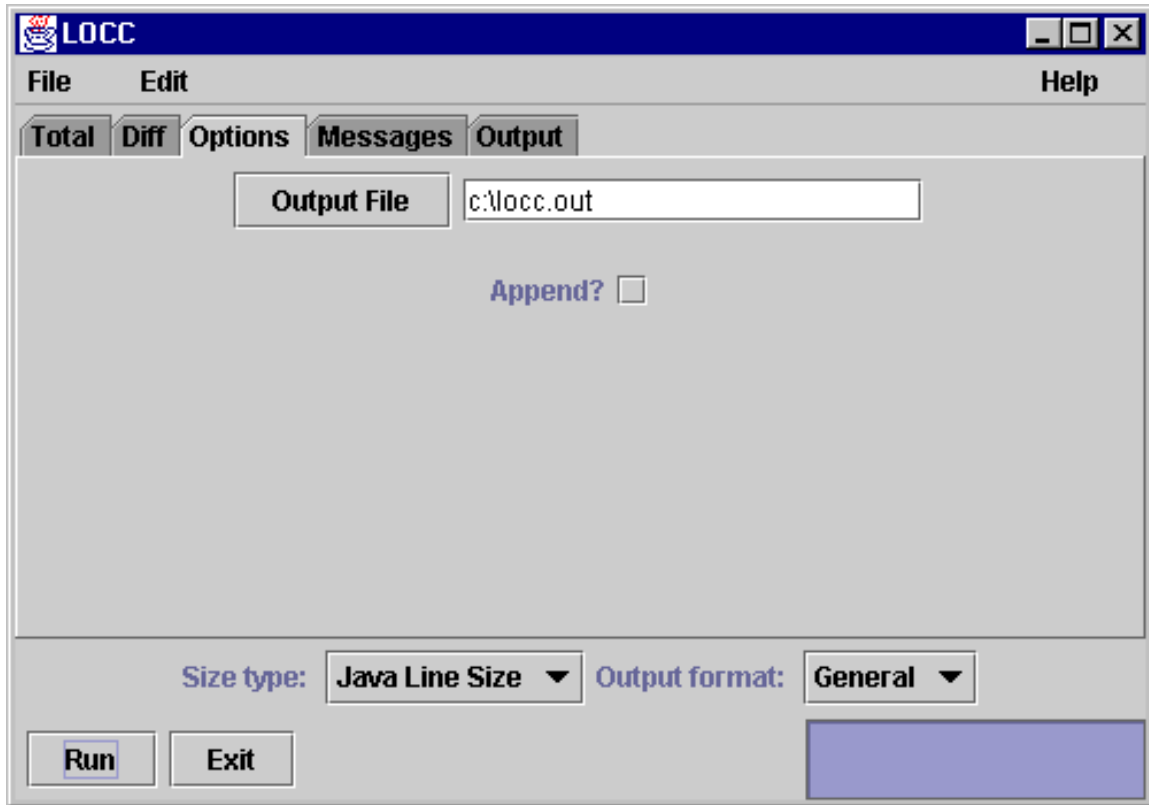 LOCC
File Edit Help
Total Diff Options Messages Output
Output File c:\locc.out
Append?
Size type: Java Line Size Output format: General
Run Exit